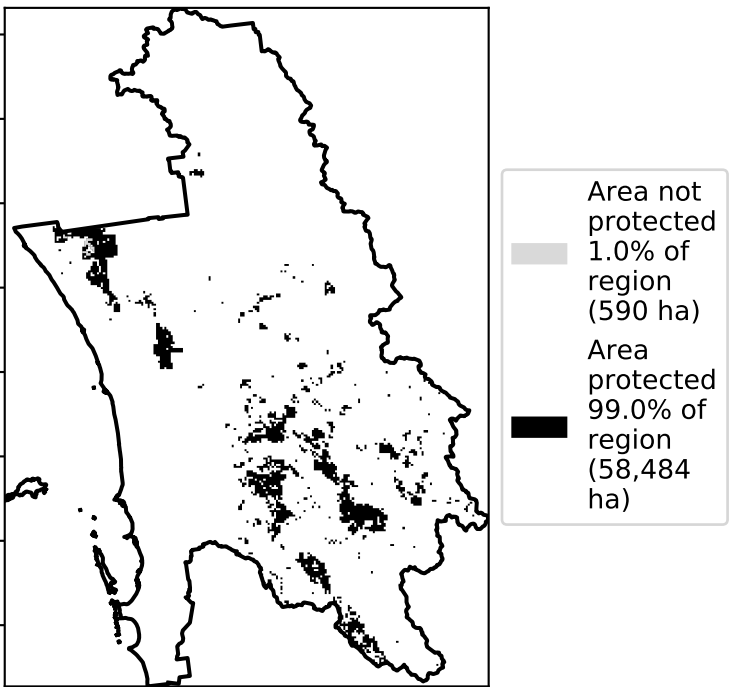 Area not
protected
1.0% of
region
(590 ha)
Area
protected
99.0% of
region
(58,484
ha)